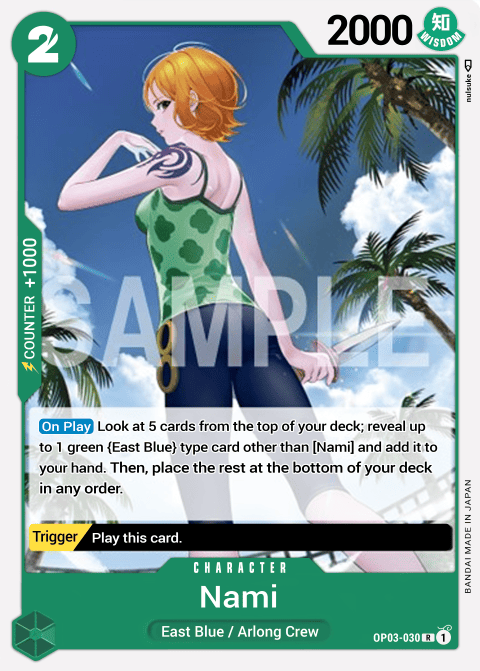 2
2000
知
WISDOM
nulsuke
COUNTER +1000
SAMPLE
On Play Look at 5 cards from the top of your deck; reveal up
to 1 green {East Blue} type card other than [Nami] and add it to
your hand. Then, place the rest at the bottom of your deck
in any order.
Trigger Play this card.
CHARACTER
Nami
East Blue / Arlong Crew
OP03-030 R 1
BANDAI MADE IN JAPAN